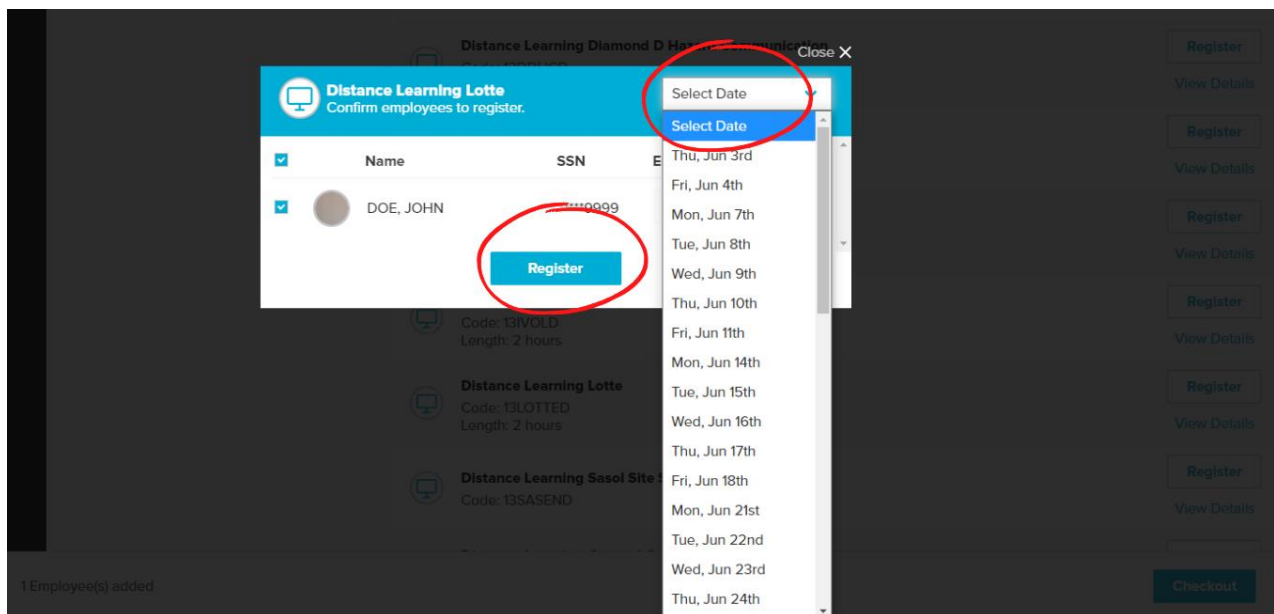 Distance Learning Diamond D Hazard Communication
Register
Close X
View Details
Distance Learning Lotte
Confirm employees to register.
Select Date
Select Date
Register
View Details
Name
SSN
Thu, Jun 3rd
Fri, Jun 4th
DOE, JOHN
***9999
Mon, Jun 7th
Register
Tue, Jun 8th
View Details
Register
Wed, Jun 9th
Thu, Jun 10th
Register
Code: 13IVOLD
Length: 2 hours
Fri, Jun 11th
View Details
Mon, Jun 14th
Distance Learning Lotte
Code: 13LOTTED
Length: 2 hours
Tue, Jun 15th
Register
Wed, Jun 16th
View Details
Thu, Jun 17th
Distance Learning Sasol Site
Code: 13SASEND
Fri, Jun 18th
Register
Mon, Jun 21st
View Details
Tue, Jun 22nd
Wed, Jun 23rd
Thu, Jun 24th
1 Employee(s) added
Checkout